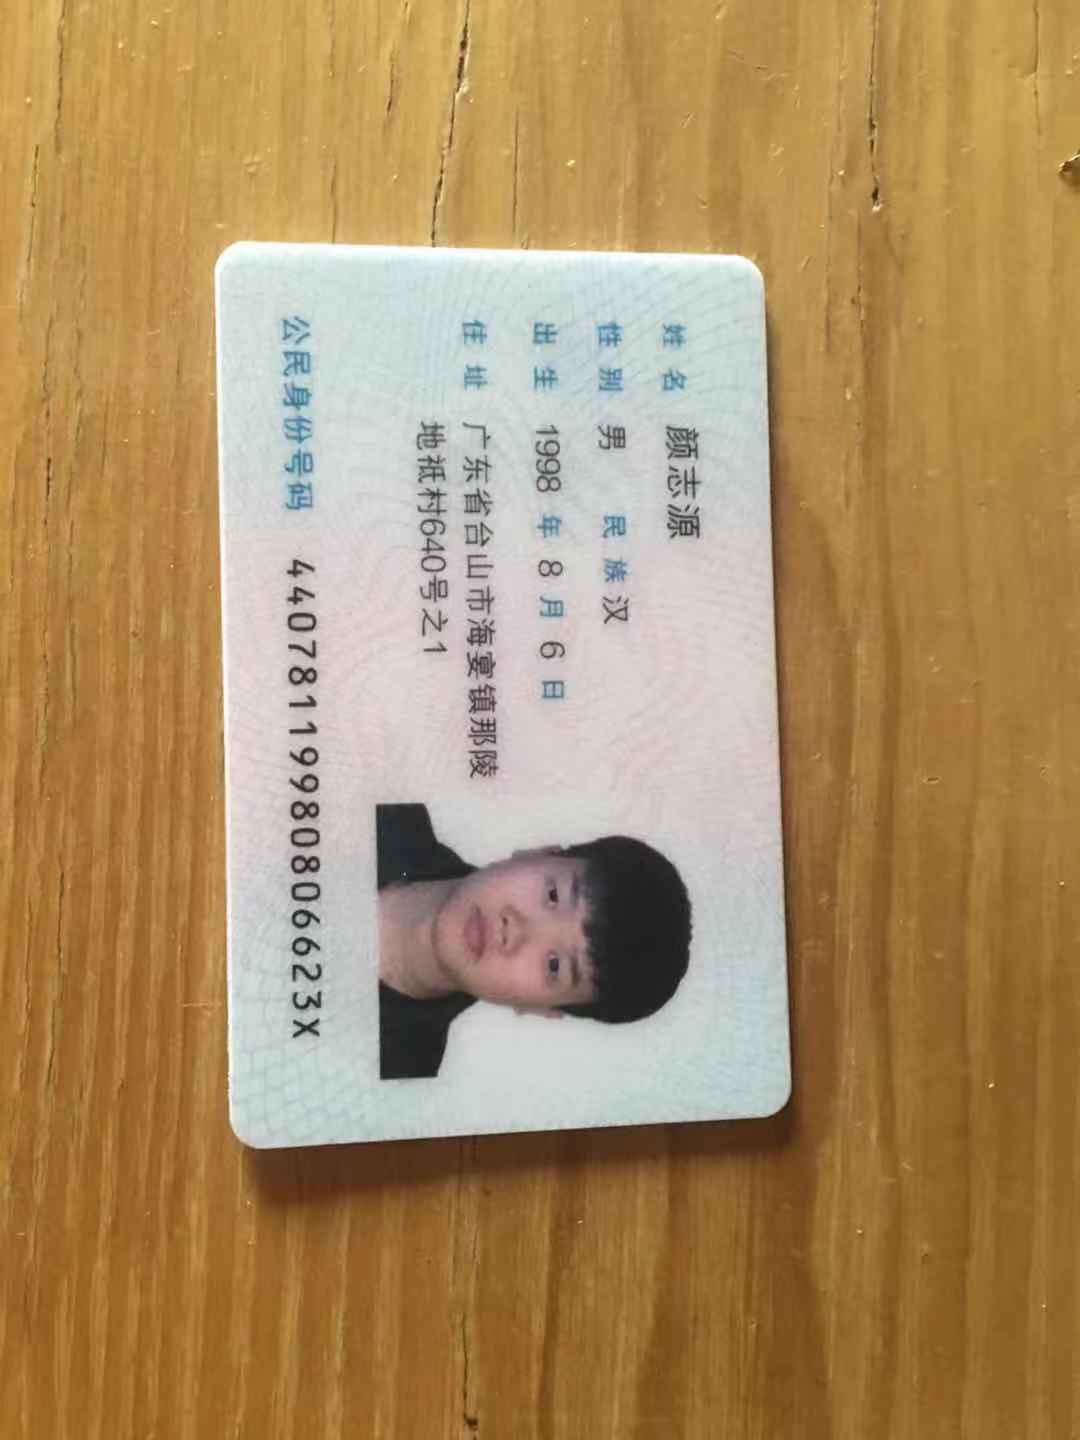 姓名 颜志源
性别 男 民族 汉
出生 1998 年 8 月 6 日
住址 广东省台山市海宴镇那陵
地祗村640号之1
公民身份号码 44078119980806623X